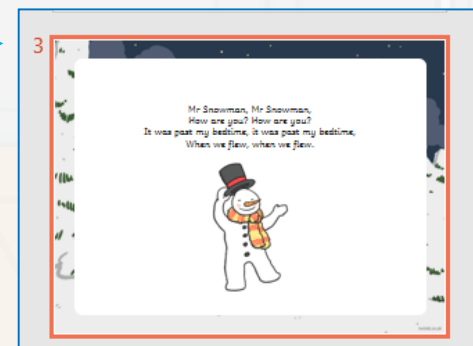 3
Mr Snowman, Mr Snowman,
How are you? How are you?
It was past my bedtime, it was past my bedtime,
When we flew, when we flew.